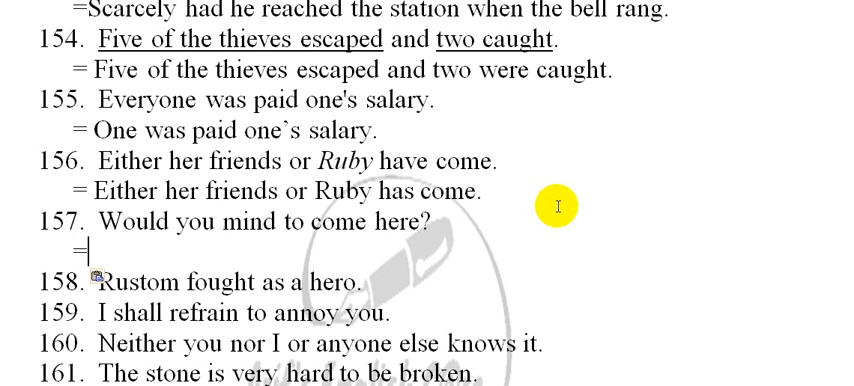 =Scarcely had he reached the station when the bell rang.
154. Five of the thieves escaped and two caught.
= Five of the thieves escaped and two were caught.
155. Everyone was paid one's salary.
= One was paid one’s salary.
156. Either her friends or Ruby have come.
= Either her friends or Ruby has come.
157. Would you mind to come here?
=
158. Rustom fought as a hero.
159. I shall refrain to annoy you.
160. Neither you nor I or anyone else knows it.
161. The stone is very hard to be broken.